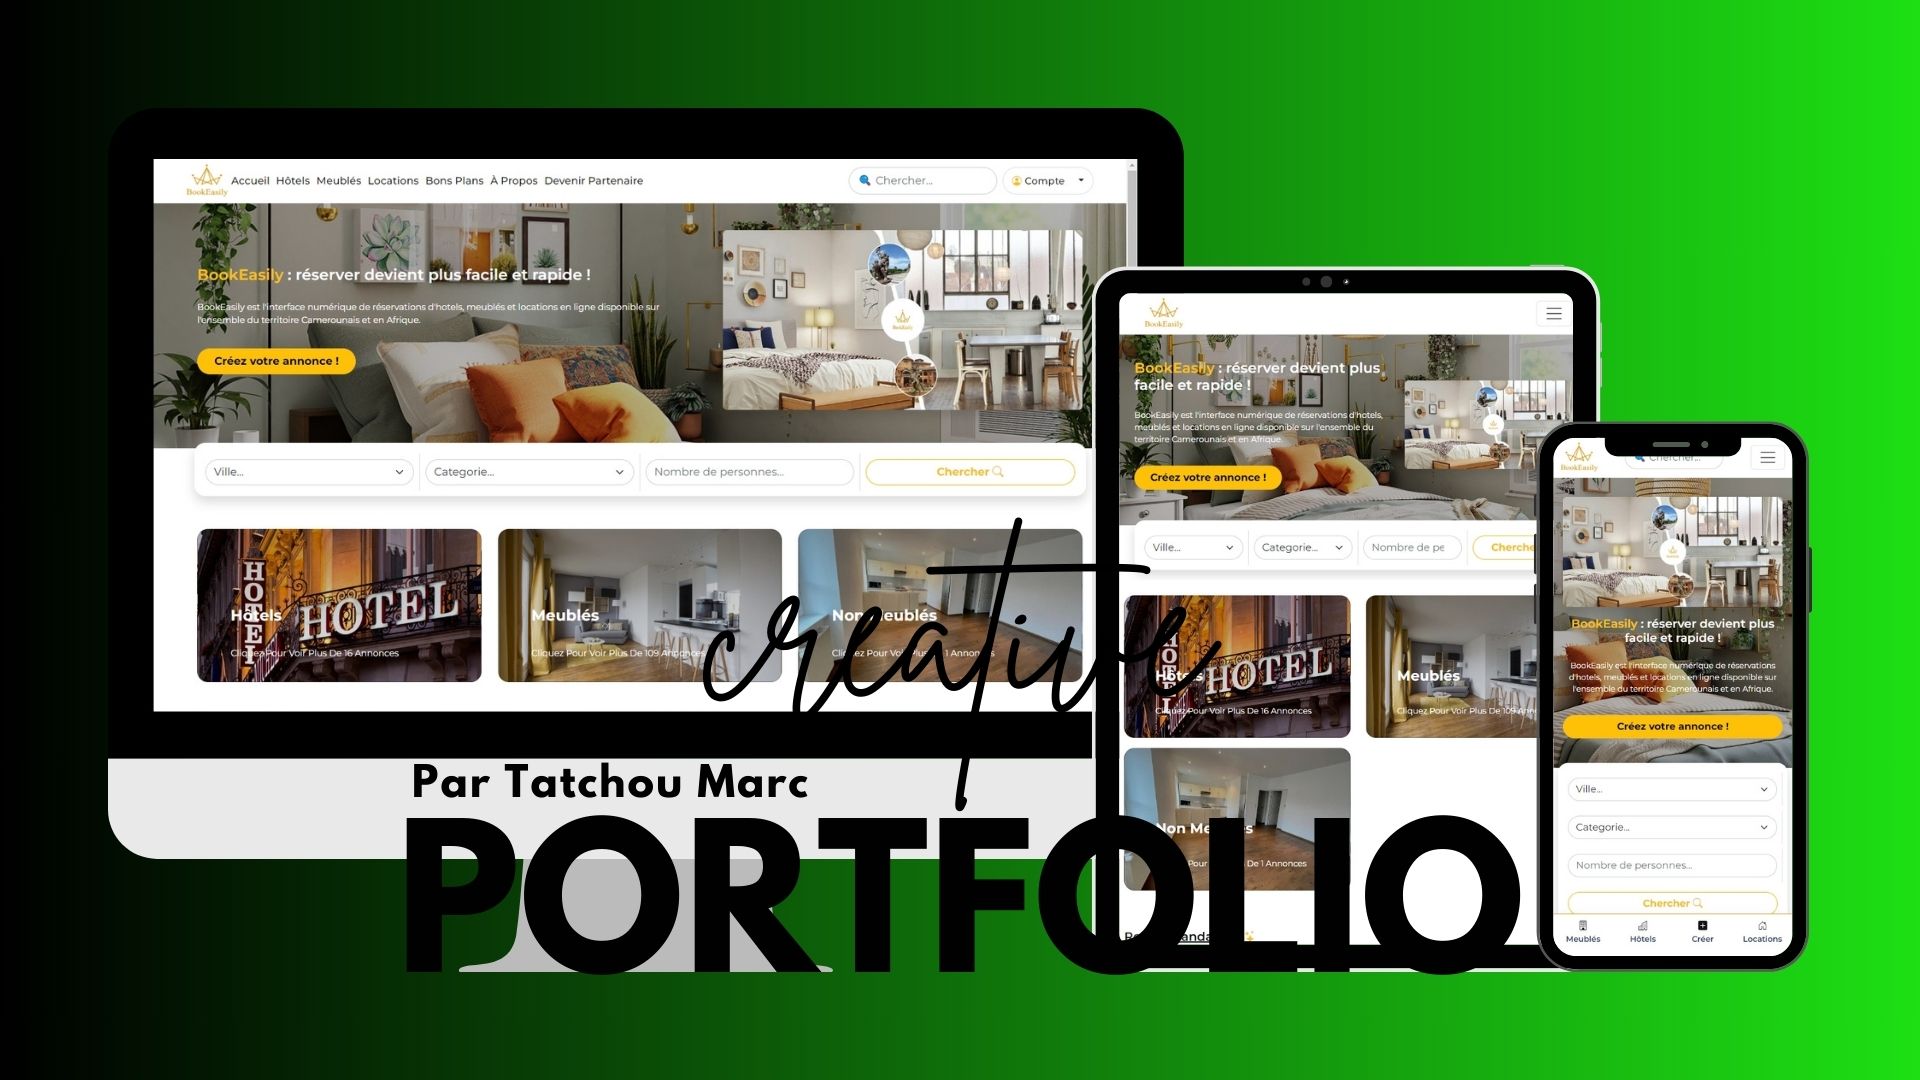 BookEasily
Accueil Hôtels Meublés Locations Bons Plans À Propos Devenir Partenaire
Chercher...
Compte
BookEasily : réserver devient plus facile et rapide !
BookEasily est l'interface numérique de réservations d'hotels, meublés et locations en ligne disponible sur
l'ensemble du territoire Camerounais et en Afrique.
Créez votre annonce !
BookEasily
Ville...
Categorie...
Nombre de personnes...
Chercher
HOTEL
HOTEL
Hôtels
Cliquez Pour Voir Plus De 16 Annonces
Meublés
Cliquez Pour Voir Plus De 109 Annonces
Non Meublés
Cliquez Pour Voir Plus De 1 Annonces
creative
Par Tatchou Marc
PORTFOLIO
BookEasily
BookEasily : réserver devient plus
facile et rapide !
BookEasily est l'interface numérique de réservations d'hotels,
meublés et locations en ligne disponible sur l'ensemble du
territoire Camerounais et en Afrique.
Créez votre annonce !
Ville...
Categorie...
Nombre de pe
Cherche
HOTEL
HOTEL
Hôtels
Cliquez Pour Voir Plus De 16 Annonces
Meublés
Cliquez Pour Voir Plus De 109 Anno
Non Meublés
Pour
De 1 Annonces
BookEasily
Chercher...
BookEasily : réserver devient plus
facile et rapide !
BookEasily est l'interface numérique de réservations
d'hotels, meublés et locations en ligne disponible sur
l'ensemble du territoire Camerounais et en Afrique.
Créez votre annonce !
Ville...
Categorie...
Nombre de personnes...
Chercher
Meublés
Hôtels
Créer
Locations